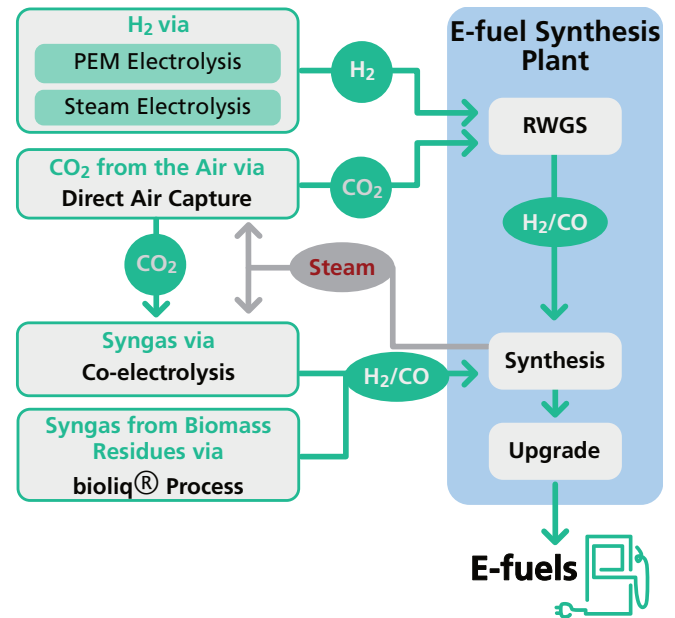 H₂ via
PEM Electrolysis
Steam Electrolysis
H₂
E-fuel Synthesis
Plant
RWGS
CO₂ from the Air via
Direct Air Capture
CO₂
CO₂
H₂/CO
Steam
Syngas via
Co-electrolysis
H₂/CO
Synthesis
Syngas from Biomass
Residues via
bioliq® Process
Upgrade
E-fuels